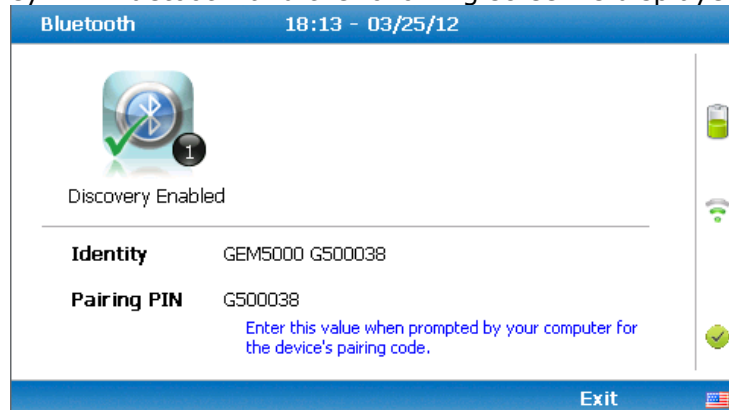 Bluetooth 18:13 - 03/25/12
1
Discovery Enabled
Identity GEM5000 G500038
Pairing PIN G500038
Enter this value when prompted by your computer for
the device's pairing code.
Exit